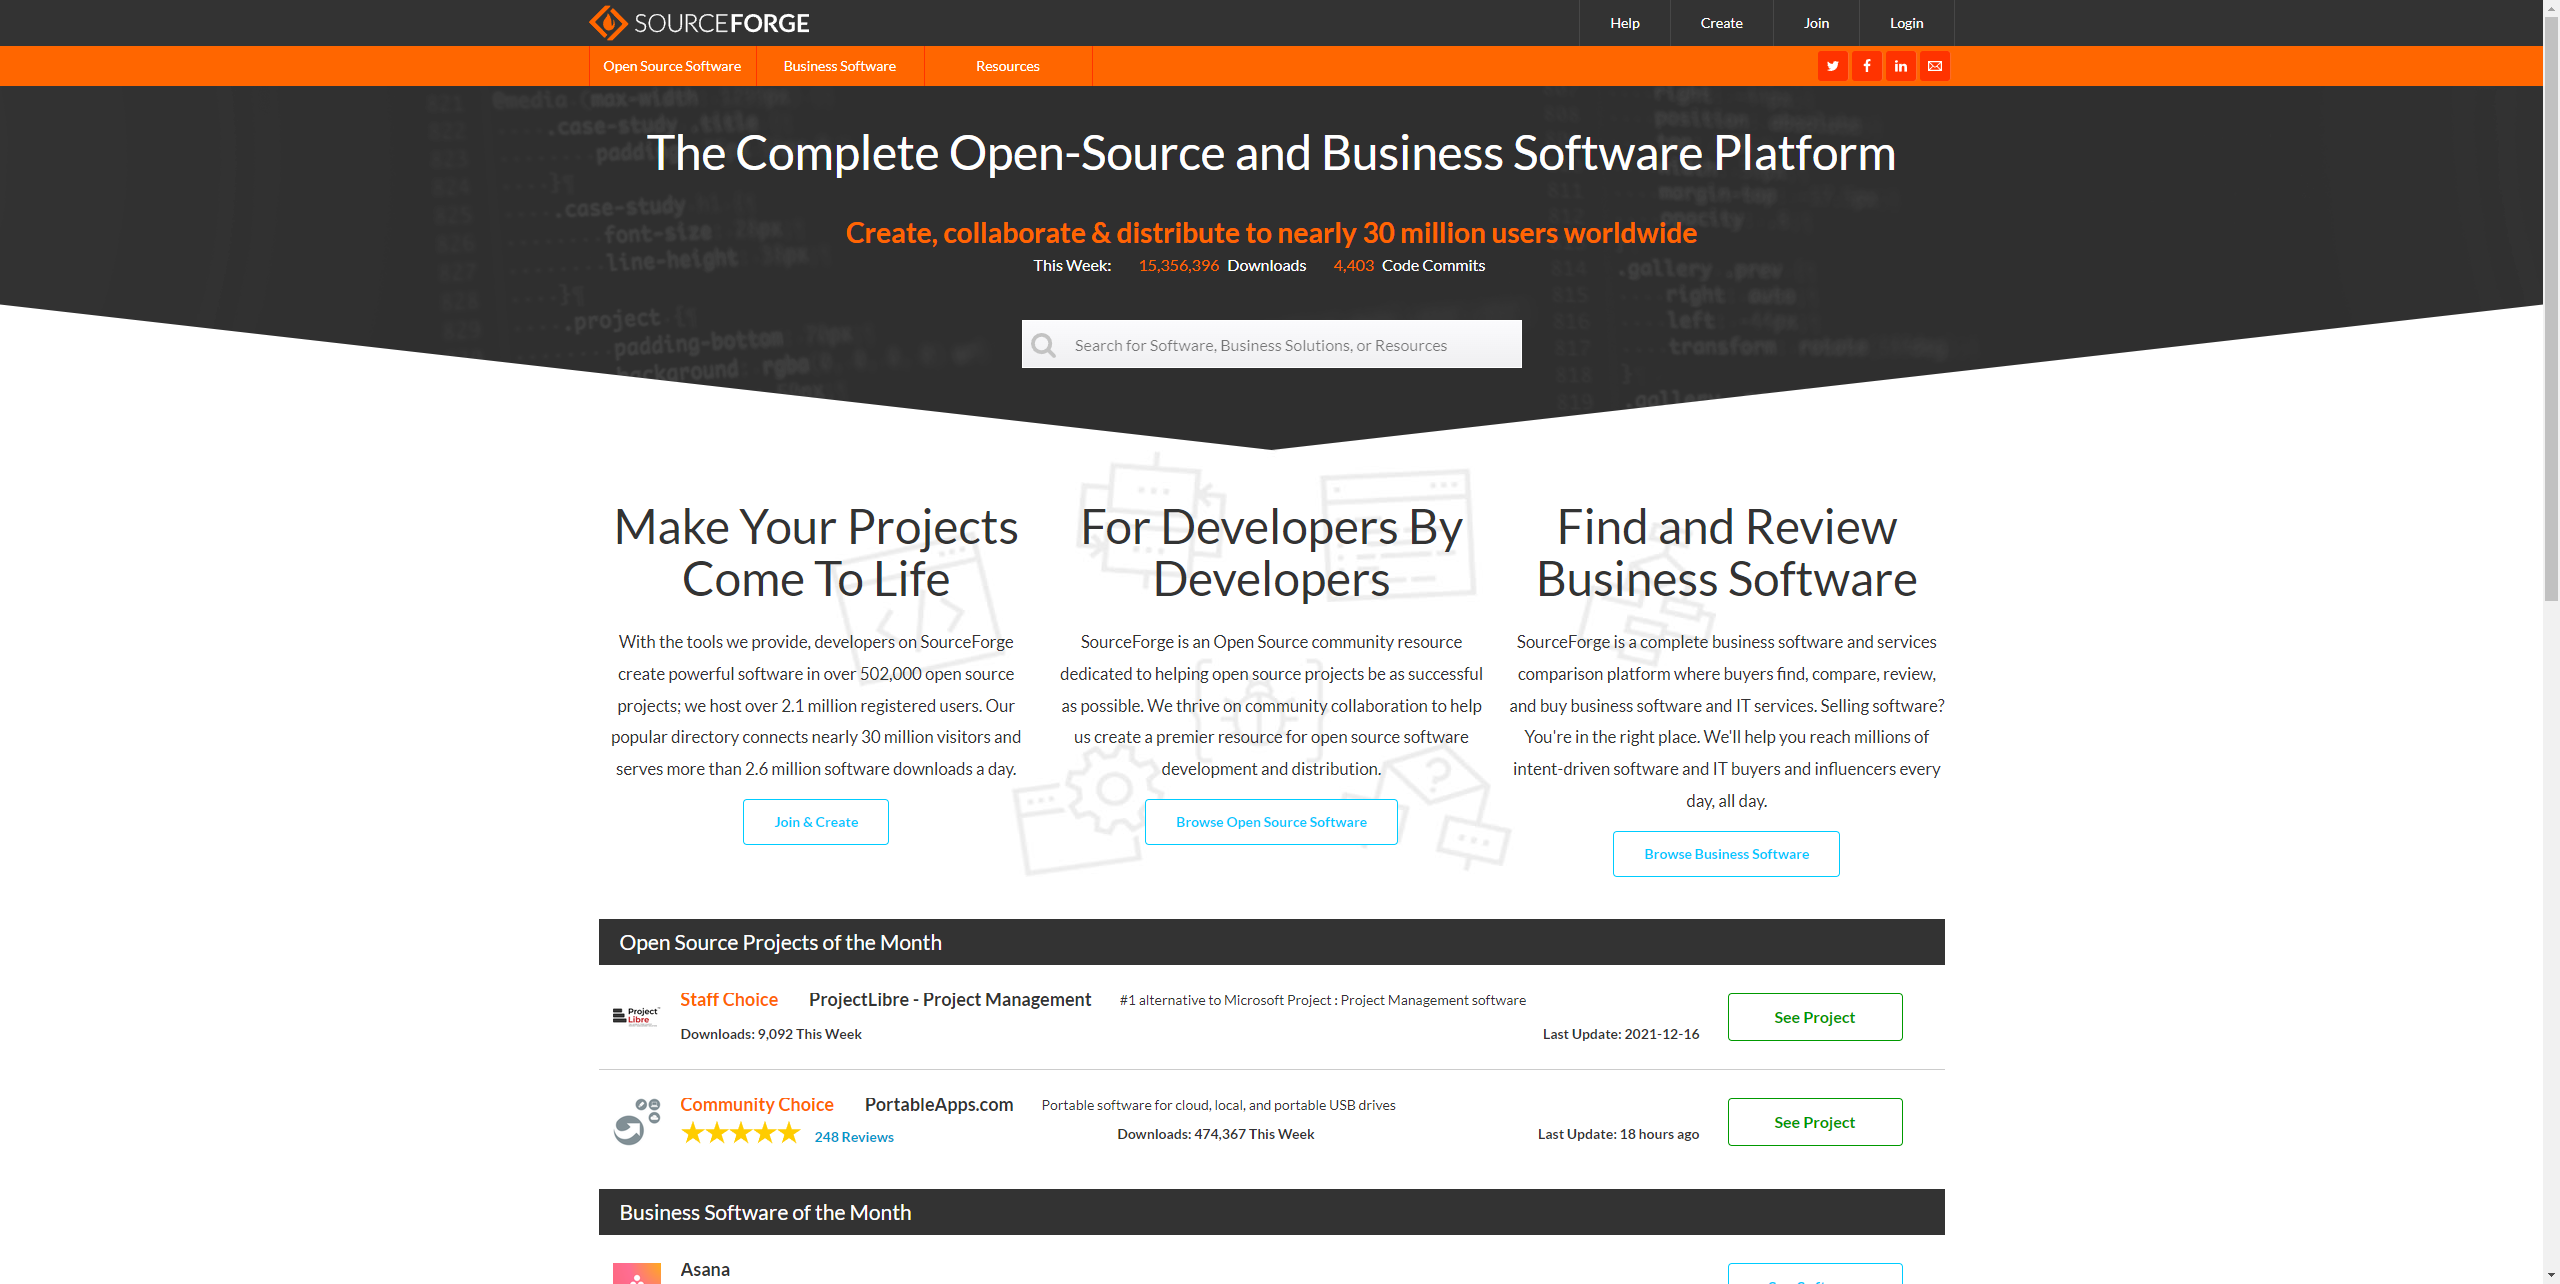 SOURCEFORGE
Help Create Join Login
Open Source Software Business Software Resources
The Complete Open-Source and Business Software Platform
Create, collaborate & distribute to nearly 30 million users worldwide
This Week: 15,356,396 Downloads 4,403 Code Commits
Search for Software, Business Solutions, or Resources
Make Your Projects
Come To Life
With the tools we provide, developers on SourceForge
create powerful software in over 502,000 open source
projects; we host over 2.1 million registered users. Our
popular directory connects nearly 30 million visitors and
serves more than 2.6 million software downloads a day.
Join & Create
For Developers By
Developers
SourceForge is an Open Source community resource
dedicated to helping open source projects be as successful
as possible. We thrive on community collaboration to help
us create a premier resource for open source software
development and distribution.
Browse Open Source Software
Find and Review
Business Software
SourceForge is a complete business software and services
comparison platform where buyers find, compare, review,
and buy business software and IT services. Selling software?
You're in the right place. We'll help you reach millions of
intent-driven software and IT buyers and influencers every
day, all day.
Browse Business Software
Open Source Projects of the Month
Project Libre
Staff Choice ProjectLibre - Project Management #1 alternative to Microsoft Project : Project Management software
Downloads: 9,092 This Week Last Update: 2021-12-16
See Project
Community Choice PortableApps.com Portable software for cloud, local, and portable USB drives
248 Reviews Downloads: 474,367 This Week Last Update: 18 hours ago
See Project
Business Software of the Month
Asana